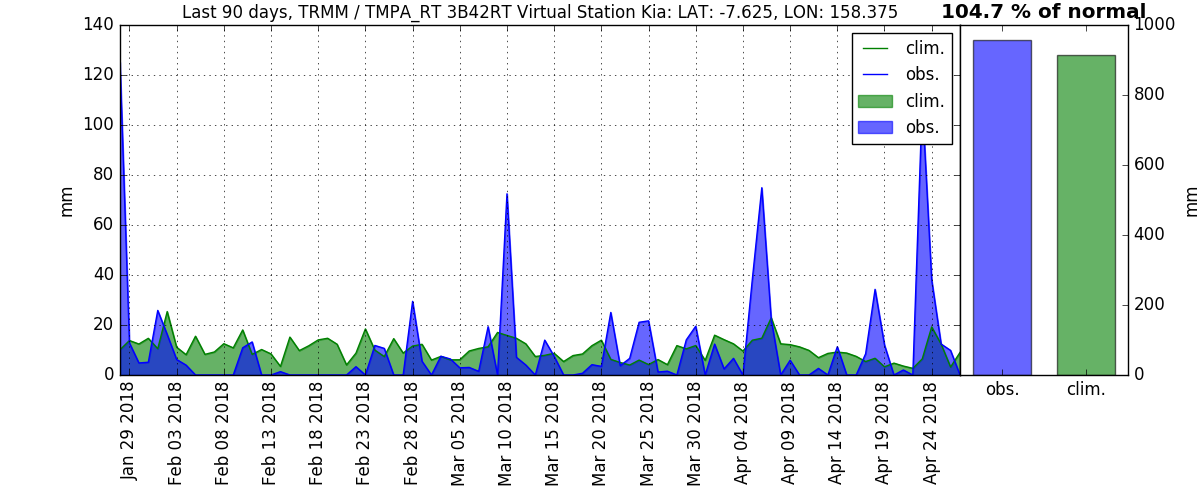 Last 90 days, TRMM / TMPA_RT 3B42RT Virtual Station Kia: LAT: -7.625, LON: 158.375
104.7 % of normal
140
120
100
80
60
40
20
0
mm
clim.
obs.
clim.
obs.
1000
800
600
400
200
0
mm
Jan 29 2018
Feb 03 2018
Feb 08 2018
Feb 13 2018
Feb 18 2018
Feb 23 2018
Feb 28 2018
Mar 05 2018
Mar 10 2018
Mar 15 2018
Mar 20 2018
Mar 25 2018
Mar 30 2018
Apr 04 2018
Apr 09 2018
Apr 14 2018
Apr 19 2018
Apr 24 2018
obs.
clim.